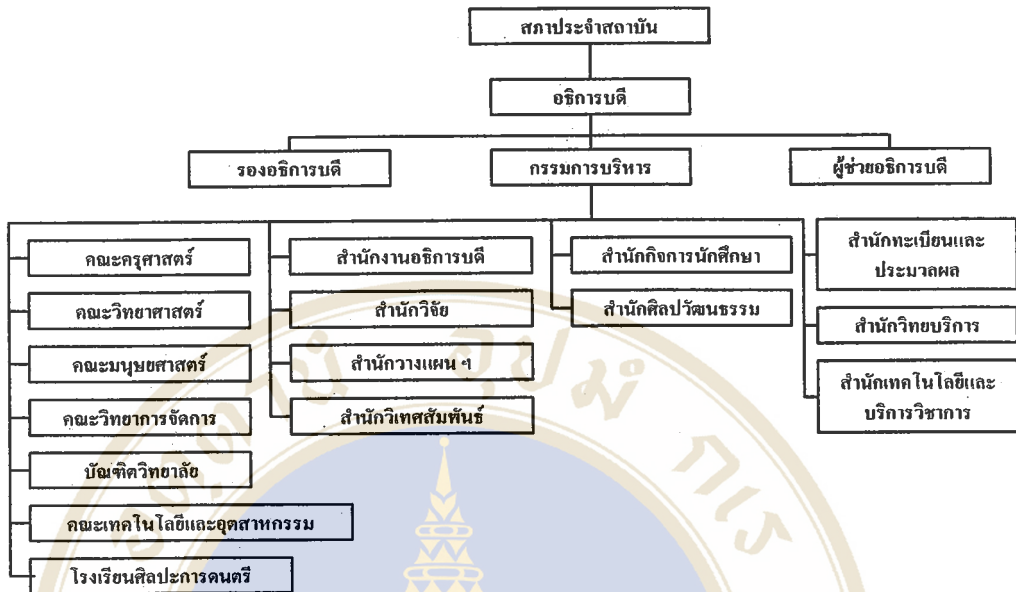 สภาประจำสถาบัน
อธิการบดี
รองอธิการบดี
กรรมการบริหาร
ผู้ช่วยอธิการบดี
คณะครุศาสตร์
คณะวิทยาศาสตร์
คณะมนุษยศาสตร์
คณะวิทยาการจัดการ
บัณฑิตวิทยาลัย
คณะเทคโนโลยีและอุตสาหกรรม
โรงเรียนศิลปะการดนตรี
สำนักงานอธิการบดี
สำนักวิจัย
สำนักวางแผน ฯ
สำนักวิเทศสัมพันธ์
สำนักกิจการนักศึกษา
สำนักศิลปวัฒนธรรม
สำนักทะเบียนและ
ประมวลผล
สำนักวิทยบริการ
สำนักเทคโนโลยีและ
บริการวิชาการ
อตฺตานํ อุปมํ กเร